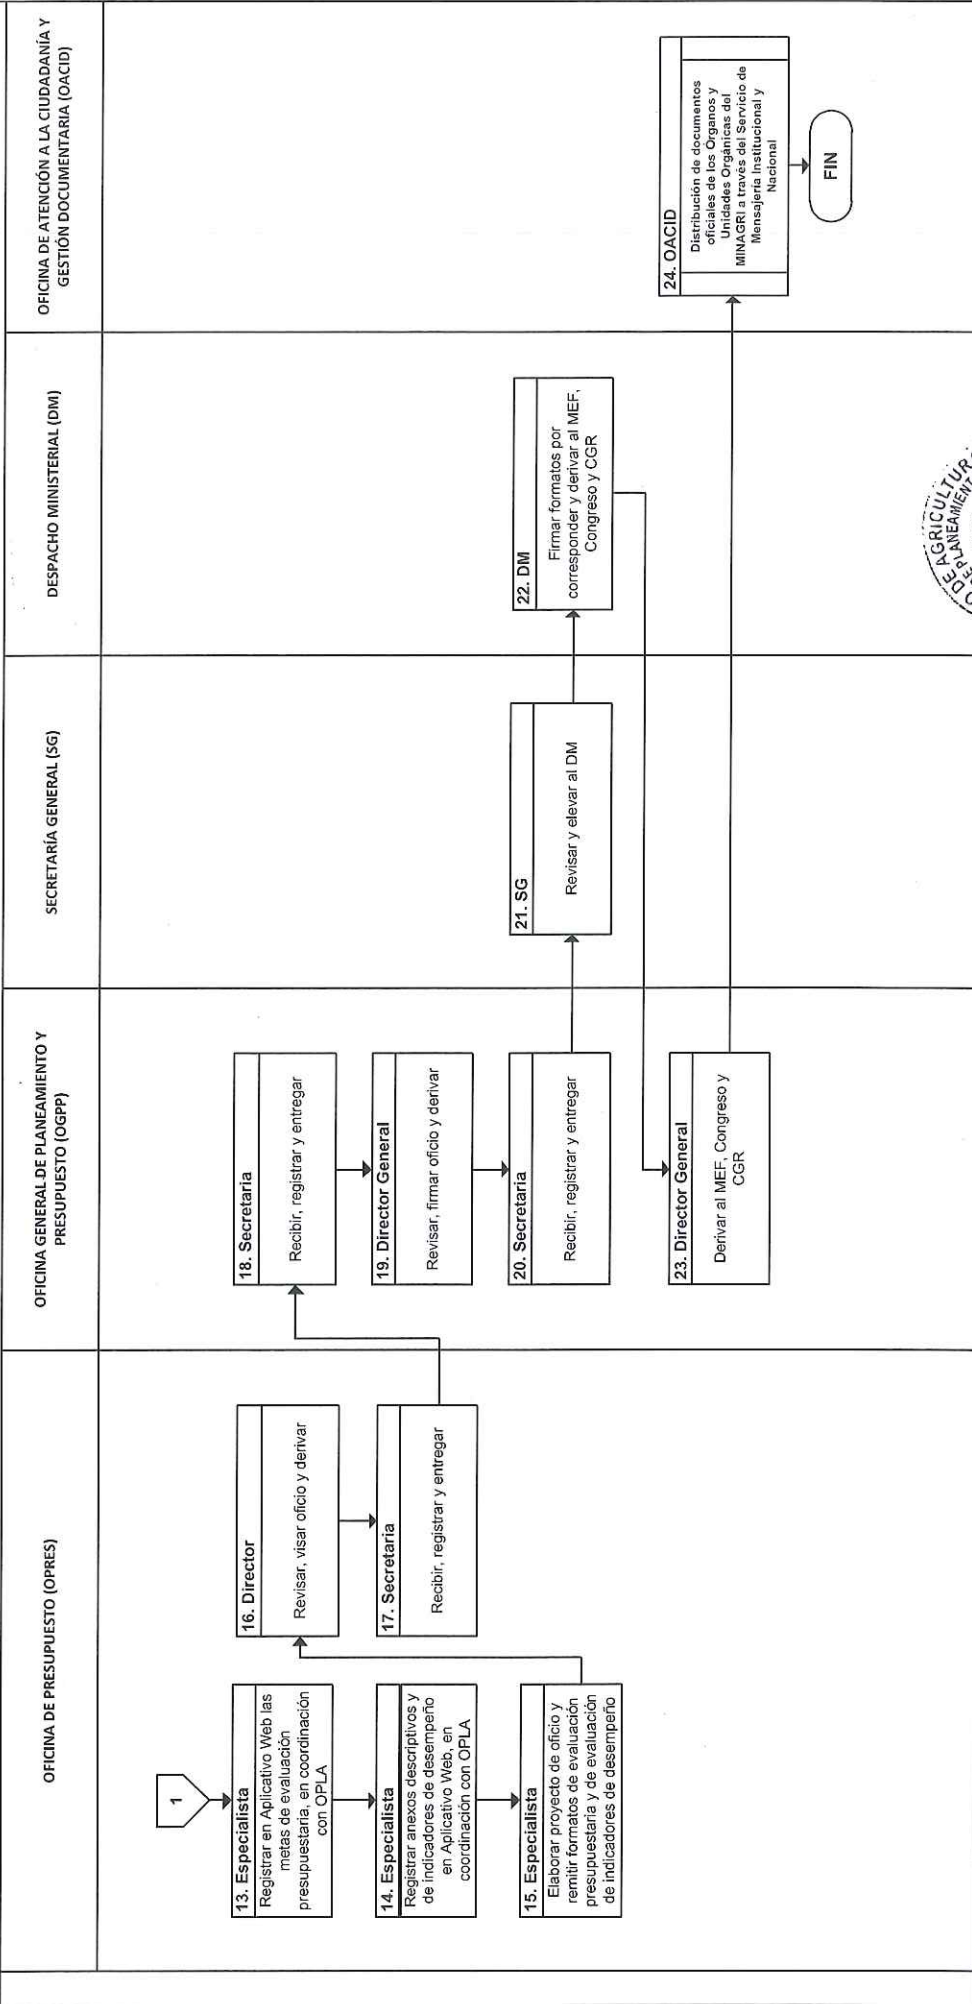 OFICINA DE PRESUPUESTO (OPRES)
OFICINA GENERAL DE PLANEAMIENTO Y
PRESUPUESTO (OGPP)
SECRETARÍA GENERAL (SG)
DESPACHO MINISTERIAL (DM)
OFICINA DE ATENCIÓN A LA CIUDADANÍA Y
GESTIÓN DOCUMENTARIA (OACID)
1
13. Especialista
Registrar en Aplicativo Web las
metas de evaluación
presupuestaria, en coordinación
con OPLA
14. Especialista
Registrar anexos descriptivos y
de indicadores de desempeño
en Aplicativo Web, en
coordinación con OPLA
15. Especialista
Elaborar proyecto de oficio y
remitir formatos de evaluación
presupuestaria y de evaluación
de indicadores de desempeño
16. Director
Revisar, visar oficio y derivar
17. Secretaria
Recibir, registrar y entregar
18. Secretaria
Recibir, registrar y entregar
19. Director General
Revisar, firmar oficio y derivar
20. Secretaria
Recibir, registrar y entregar
21. SG
Revisar y elevar al DM
22. DM
Firmar formatos por
corresponder y derivar al MEF,
Congreso y CGR
23. Director General
Derivar al MEF, Congreso y
CGR
24. OACID
Distribución de documentos
oficiales de los Órganos y
Unidades Orgánicas del
MINAGRI a través del Servicio de
Mensajería Institucional y
Nacional
FIN
DE AGRICULTUR
PLANEAMIENT